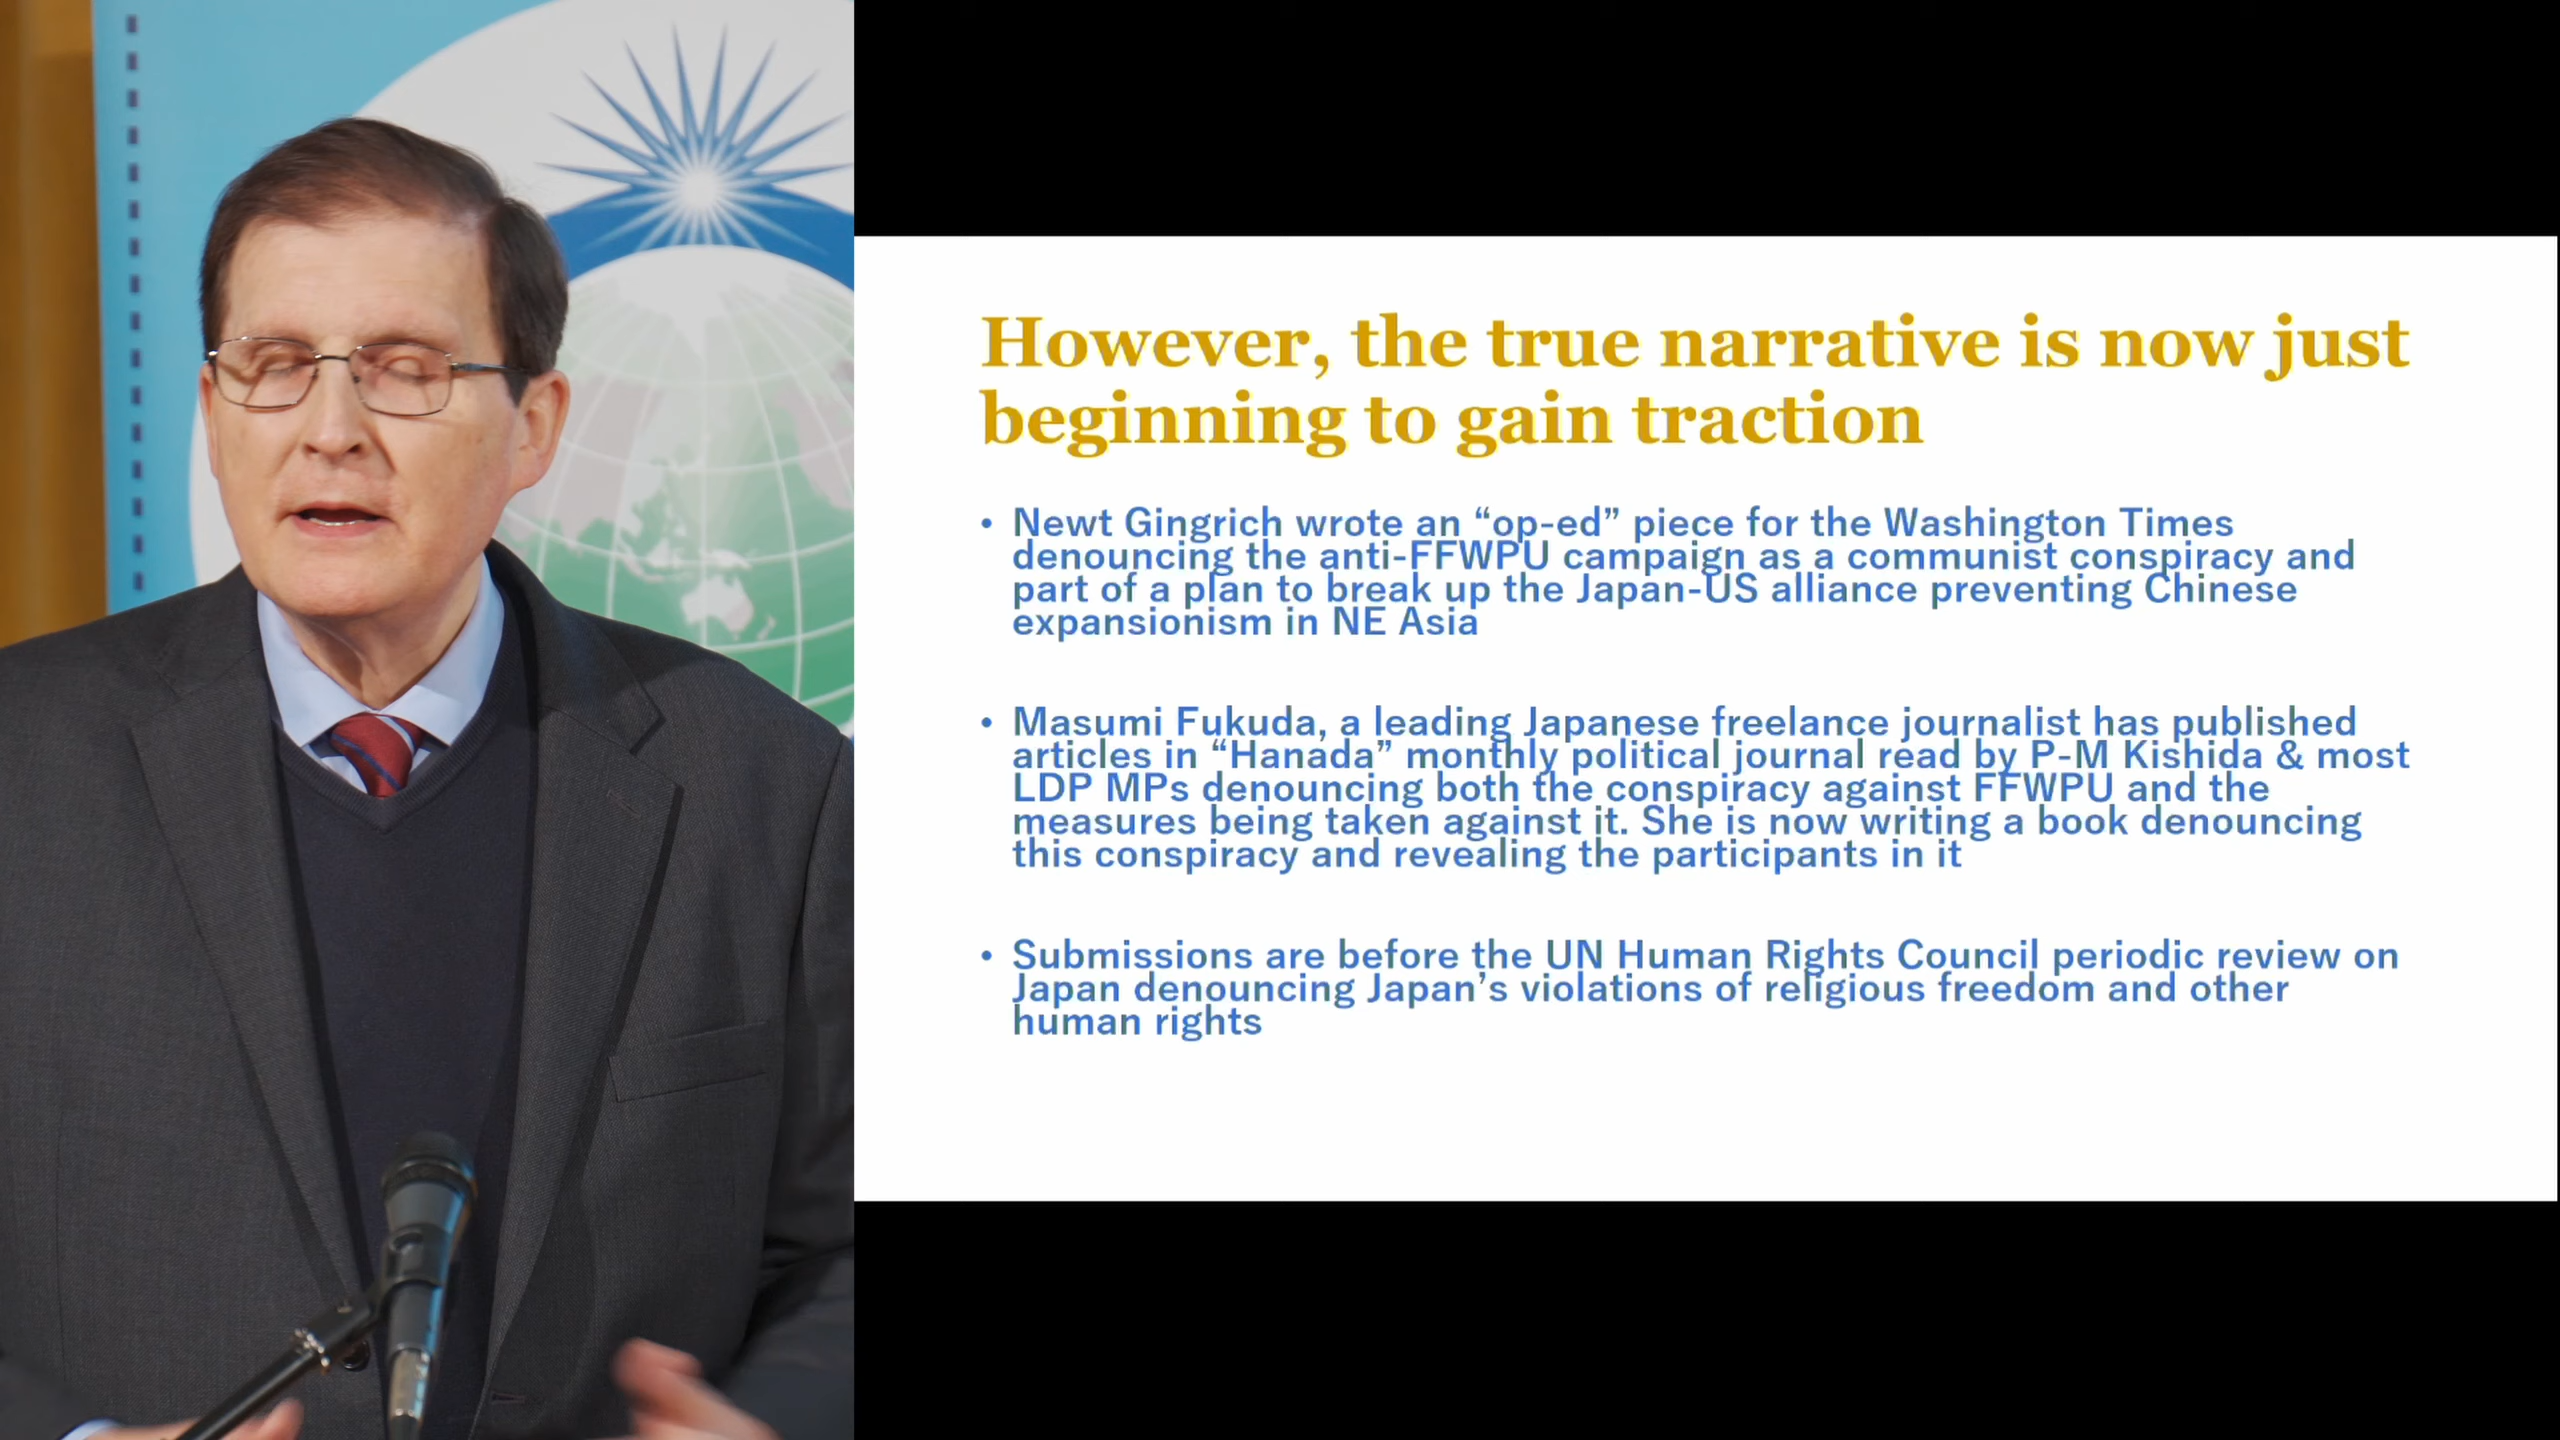 However, the true narrative is now just
beginning to gain traction
• Newt Gingrich wrote an “op-ed” piece for the Washington Times
denouncing the anti-FFWPU campaign as a communist conspiracy and
part of a plan to break up the Japan-US alliance preventing Chinese
expansionism in NE Asia
• Masumi Fukuda, a leading Japanese freelance journalist has published
articles in “Hanada” monthly political journal read by P-M Kishida & most
LDP MPs denouncing both the conspiracy against FFWPU and the
measures being taken against it. She is now writing a book denouncing
this conspiracy and revealing the participants in it
• Submissions are before the UN Human Rights Council periodic review on
Japan denouncing Japan’s violations of religious freedom and other
human rights